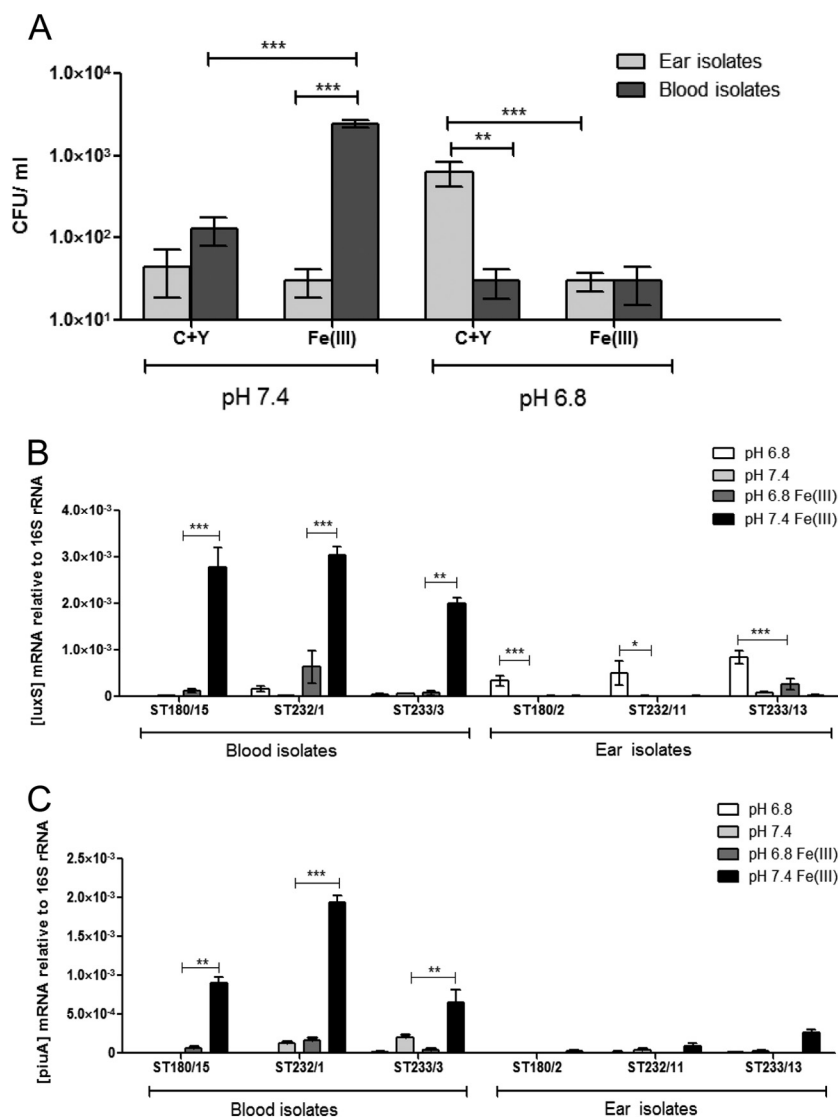 A
***
Ear isolates
Blood isolates
1.0×10⁴
***
***
**
1.0×10³
CFU/ ml
1.0×10²
1.0×10¹
C+Y Fe(III) C+Y Fe(III)
pH 7.4 pH 6.8
B
pH 6.8
pH 7.4
pH 6.8 Fe(III)
pH 7.4 Fe(III)
[luxS] mRNA relative to 16S rRNA
4.0×10⁻³
*** *** **
3.0×10⁻³
2.0×10⁻³
1.0×10⁻³
*** * ***
0
ST180/15 ST232/1 ST233/3 ST180/2 ST232/11 ST233/13
Blood isolates Ear isolates
C
pH 6.8
pH 7.4
pH 6.8 Fe(III)
pH 7.4 Fe(III)
[piuA] mRNA relative to 16S rRNA
2.5×10⁻³
***
2.0×10⁻³
1.5×10⁻³
** **
1.0×10⁻³
5.0×10⁻⁴
0
ST180/15 ST232/1 ST233/3 ST180/2 ST232/11 ST233/13
Blood isolates Ear isolates